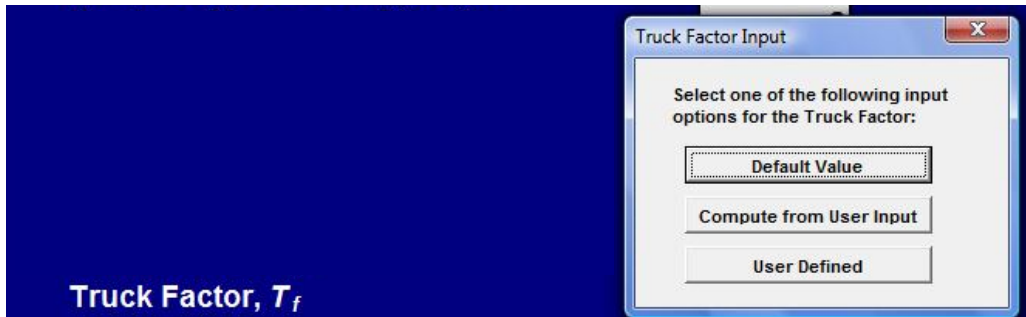 Truck Factor Input
Select one of the following input
options for the Truck Factor:
Default Value
Compute from User Input
User Defined
Truck Factor, T f